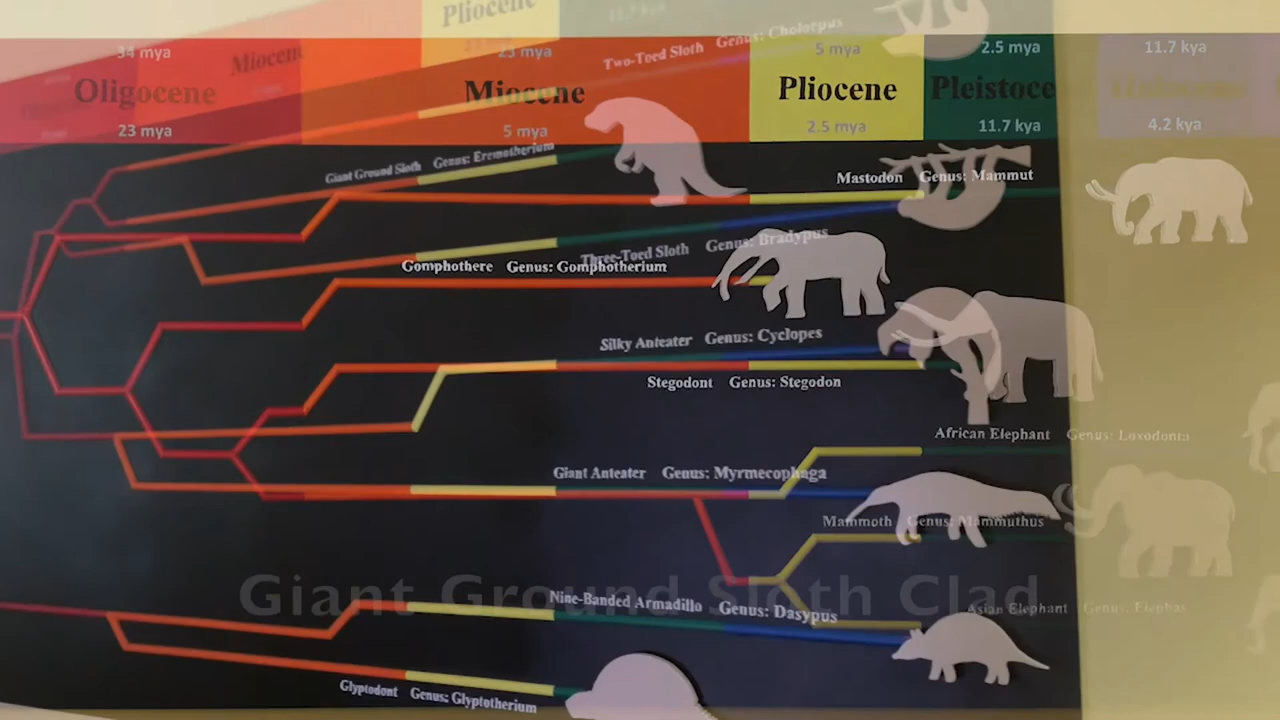 Pliocene
11.7 kya
Two-Toed Sloth Genus: Choloepus
34 mya
23 mya
5 mya
2.5 mya
11.7 kya
Miocene
Oligocene
Miocene
Pliocene
Pleistoce
Holocene
23 mya
5 mya
2.5 mya
11.7 kya
4.2 kya
Giant Ground Sloth Genus: Eremotherium
Mastodon Genus: Mammut
Three-Toed Sloth Genus: Bradypus
Gomphothere Genus: Gomphotherium
Silky Anteater Genus: Cyclopes
Stegodont Genus: Stegodon
African Elephant Genus: Loxodonta
Giant Anteater Genus: Myrmecophaga
Mammoth Genus: Mammuthus
Giant Ground Sloth Clad
Nine-Banded Armadillo Genus: Dasypus
Asian Elephant Genus: Elephas
Glyptodont Genus: Glyptotherium